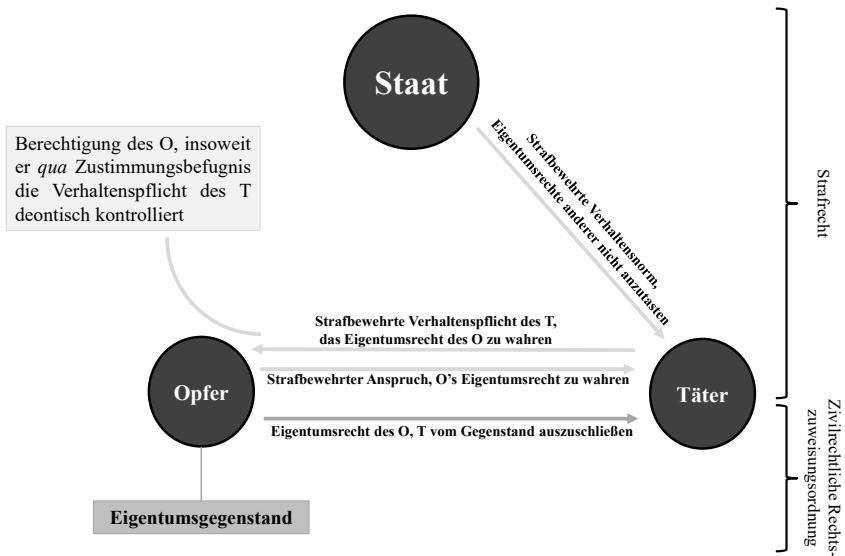 Staat
Berechtigung des O, insoweit
er qua Zustimmungsbefugnis
die Verhaltenspflicht des T
deontisch kontrolliert
Strafbewehrte Verhaltensnorm,
Eigentumsrechte anderer nicht anzutasten
Strafrecht
Strafbewehrte Verhaltenspflicht des T,
das Eigentumsrecht des O zu wahren
Opfer
Strafbewehrter Anspruch, O’s Eigentumsrecht zu wahren
Täter
Eigentumsrecht des O, T vom Gegenstand auszuschließen
Eigentumsgegenstand
Zivilrechtliche Rechts-
zuweisungsordnung